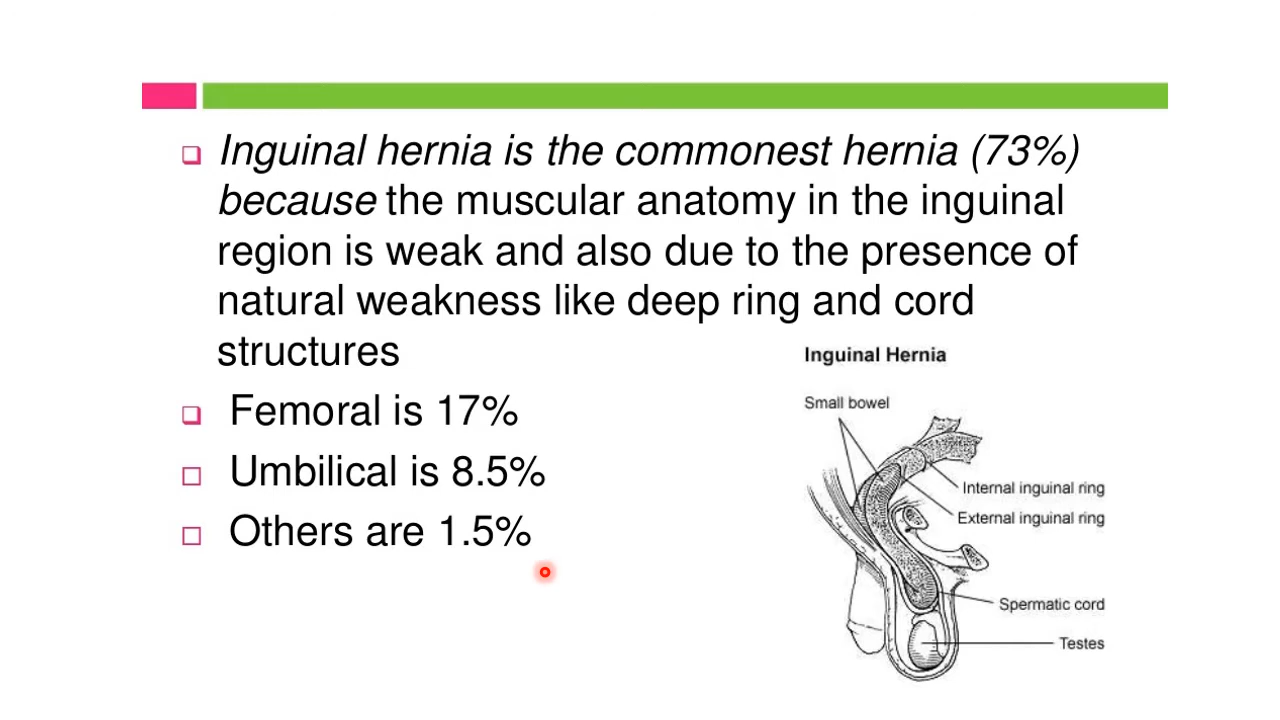 Inguinal hernia is the commonest hernia (73%)
because the muscular anatomy in the inguinal
region is weak and also due to the presence of
natural weakness like deep ring and cord
structures
Femoral is 17%
Umbilical is 8.5%
Others are 1.5%
Inguinal Hernia
Small bowel
Internal inguinal ring
External inguinal ring
Spermatic cord
Testes